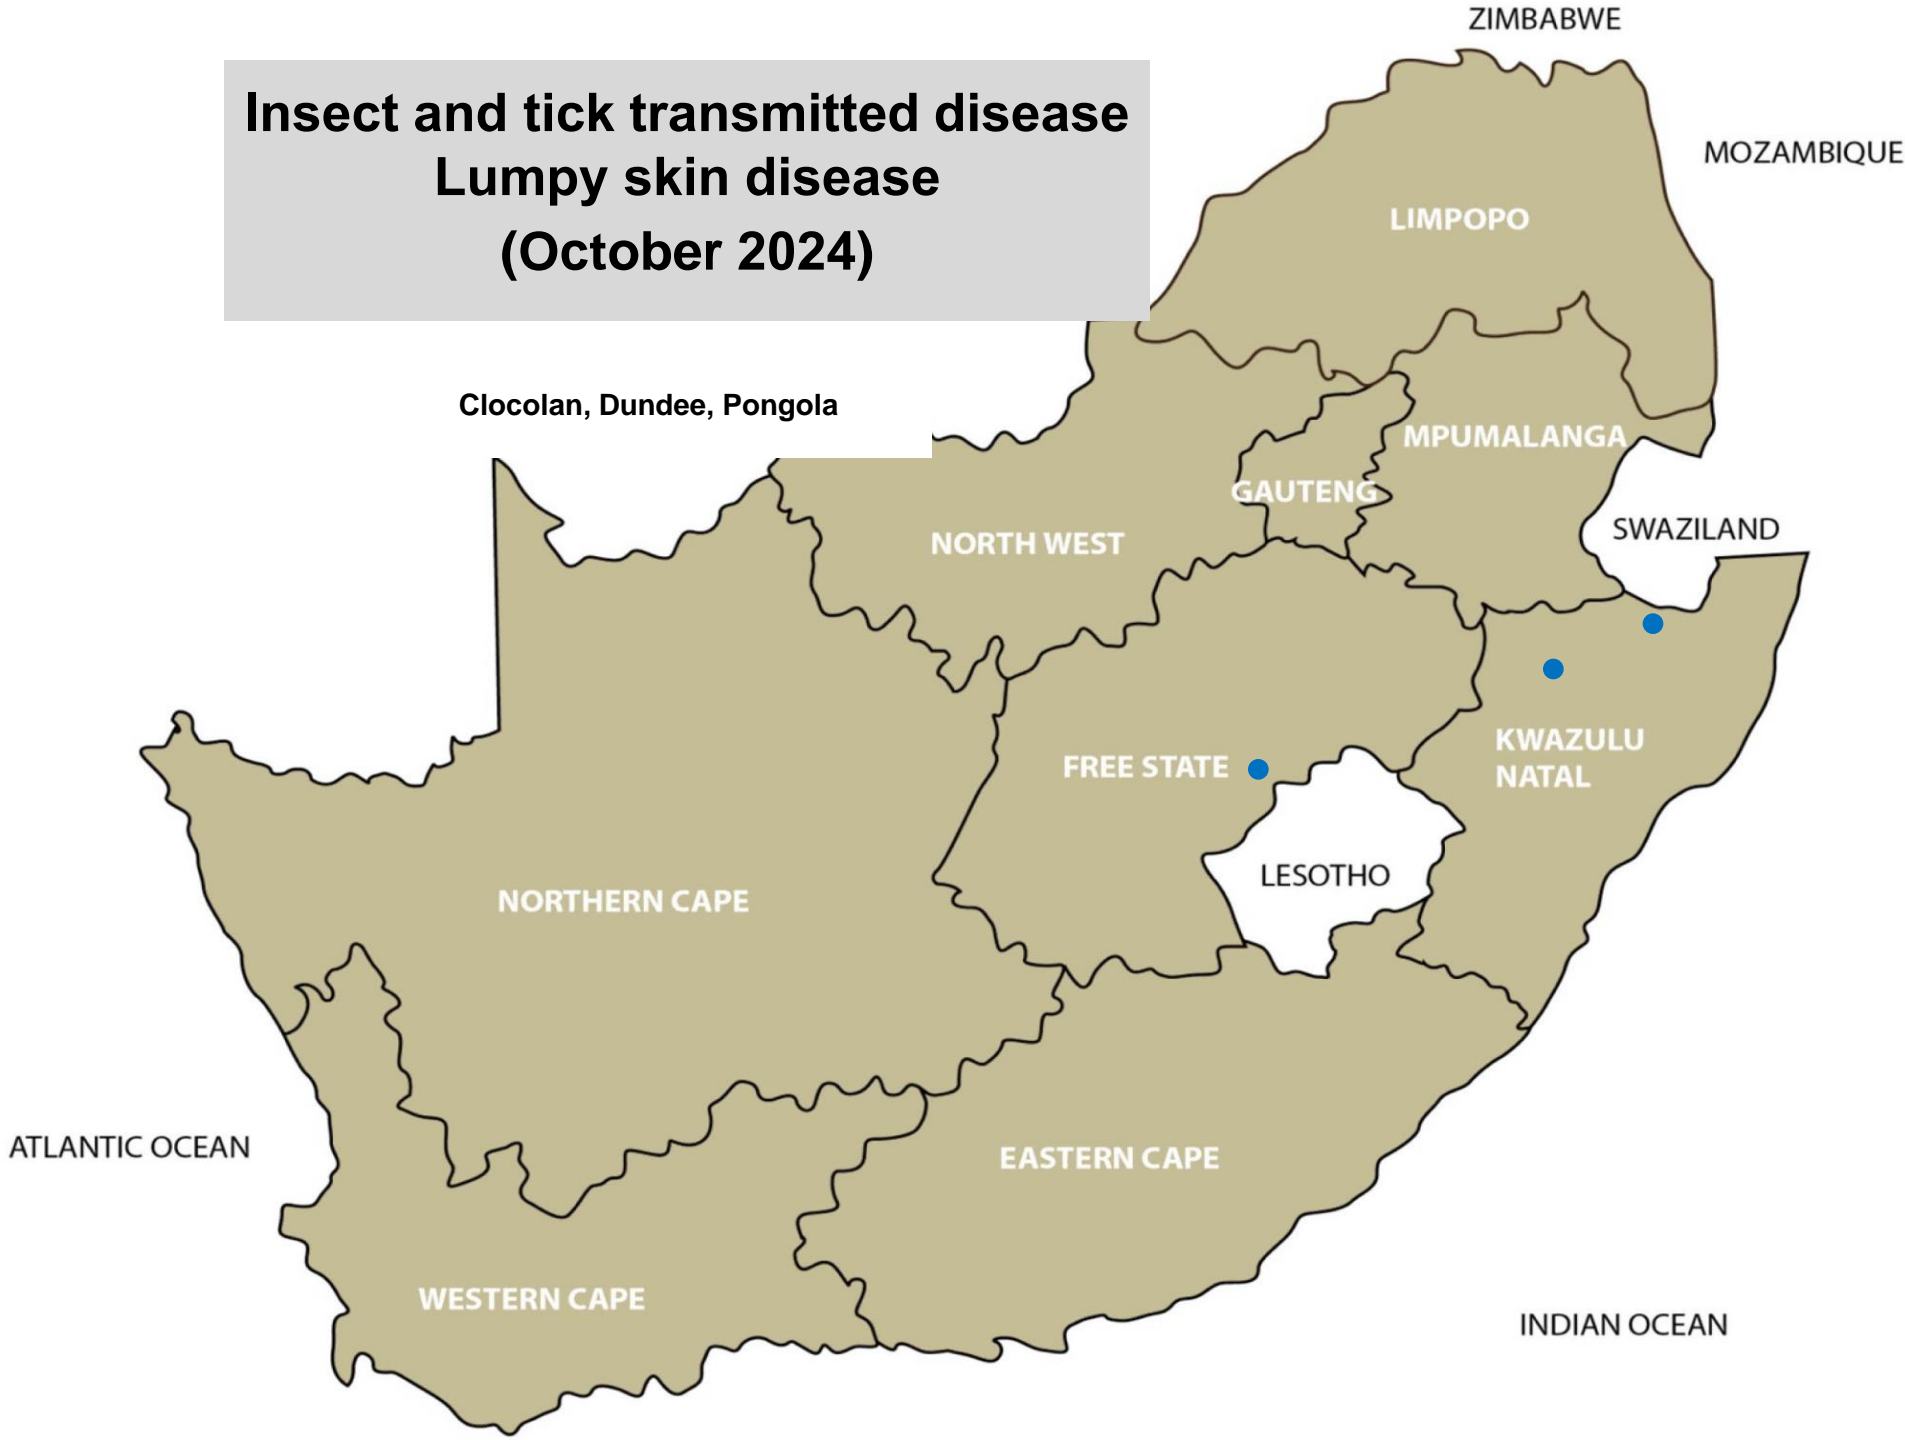 ZIMBABWE
Insect and tick transmitted disease
Lumpy skin disease
(October 2024)
MOZAMBIQUE
LIMPOPO
Clocolan, Dundee, Pongola
MPUMALANGA
GAUTENG
SWAZILAND
NORTH WEST
KWAZULU
NATAL
FREE STATE
LESOTHO
NORTHERN CAPE
ATLANTIC OCEAN
EASTERN CAPE
WESTERN CAPE
INDIAN OCEAN